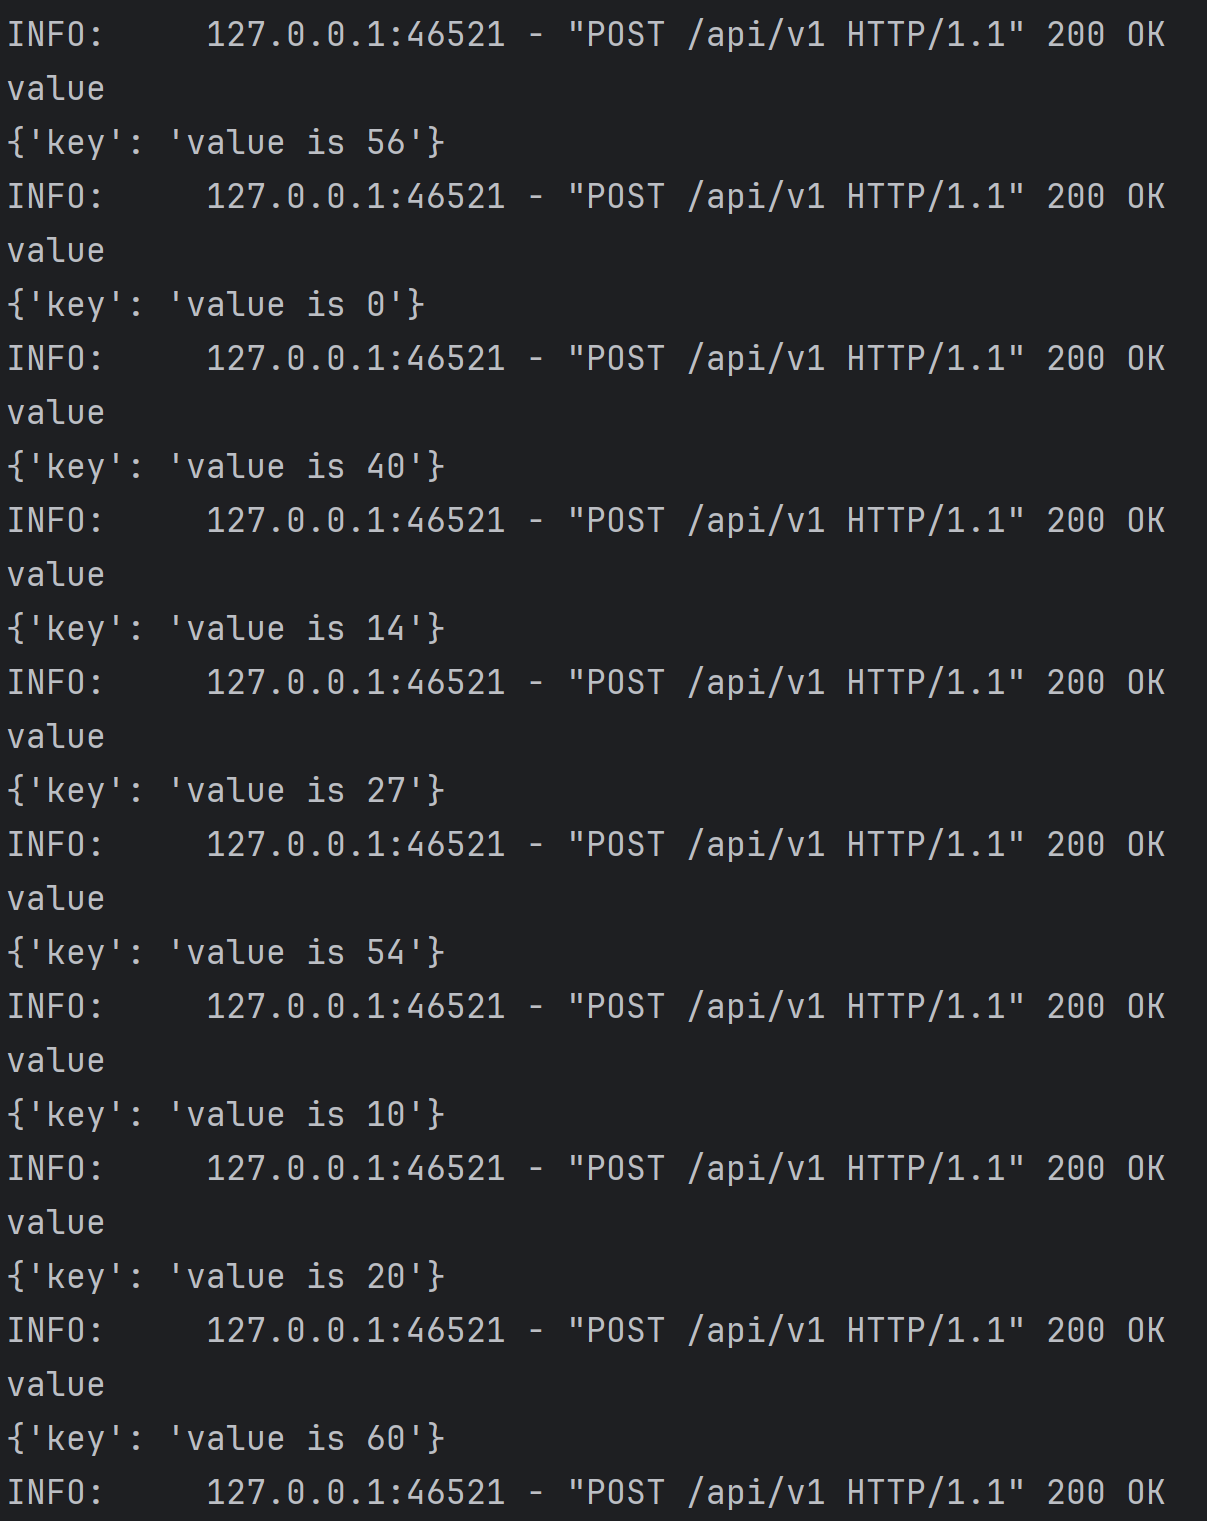 INFO:     127.0.0.1:46521 - "POST /api/v1 HTTP/1.1" 200 OK
value
{'key': 'value is 56'}
INFO:     127.0.0.1:46521 - "POST /api/v1 HTTP/1.1" 200 OK
value
{'key': 'value is 0'}
INFO:     127.0.0.1:46521 - "POST /api/v1 HTTP/1.1" 200 OK
value
{'key': 'value is 40'}
INFO:     127.0.0.1:46521 - "POST /api/v1 HTTP/1.1" 200 OK
value
{'key': 'value is 14'}
INFO:     127.0.0.1:46521 - "POST /api/v1 HTTP/1.1" 200 OK
value
{'key': 'value is 27'}
INFO:     127.0.0.1:46521 - "POST /api/v1 HTTP/1.1" 200 OK
value
{'key': 'value is 54'}
INFO:     127.0.0.1:46521 - "POST /api/v1 HTTP/1.1" 200 OK
value
{'key': 'value is 10'}
INFO:     127.0.0.1:46521 - "POST /api/v1 HTTP/1.1" 200 OK
value
{'key': 'value is 20'}
INFO:     127.0.0.1:46521 - "POST /api/v1 HTTP/1.1" 200 OK
value
{'key': 'value is 60'}
INFO:     127.0.0.1:46521 - "POST /api/v1 HTTP/1.1" 200 OK